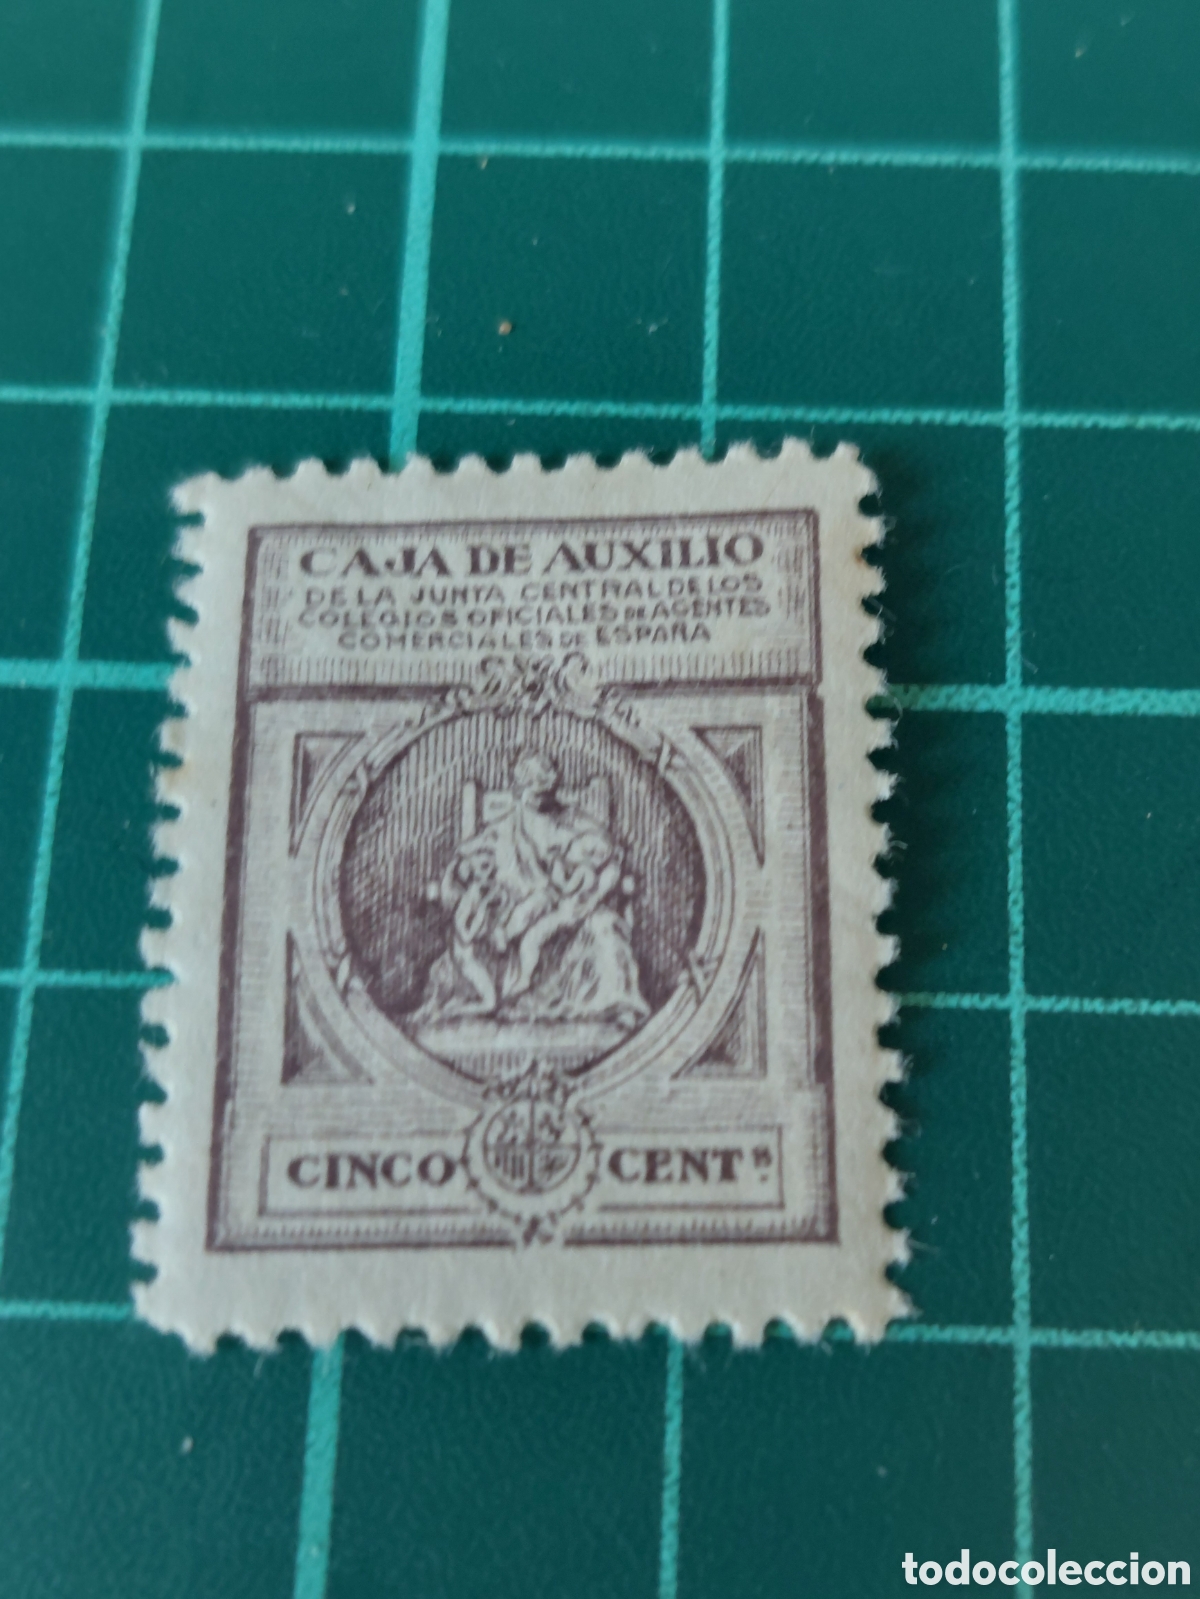 CAJA DE AUXILIO
DE LA JUNTA CENTRAL DE LOS
COLEGIOS OFICIALES DE AGENTES
COMERCIALES DE ESPAÑA
CINCO CENTS.
todocoleccion